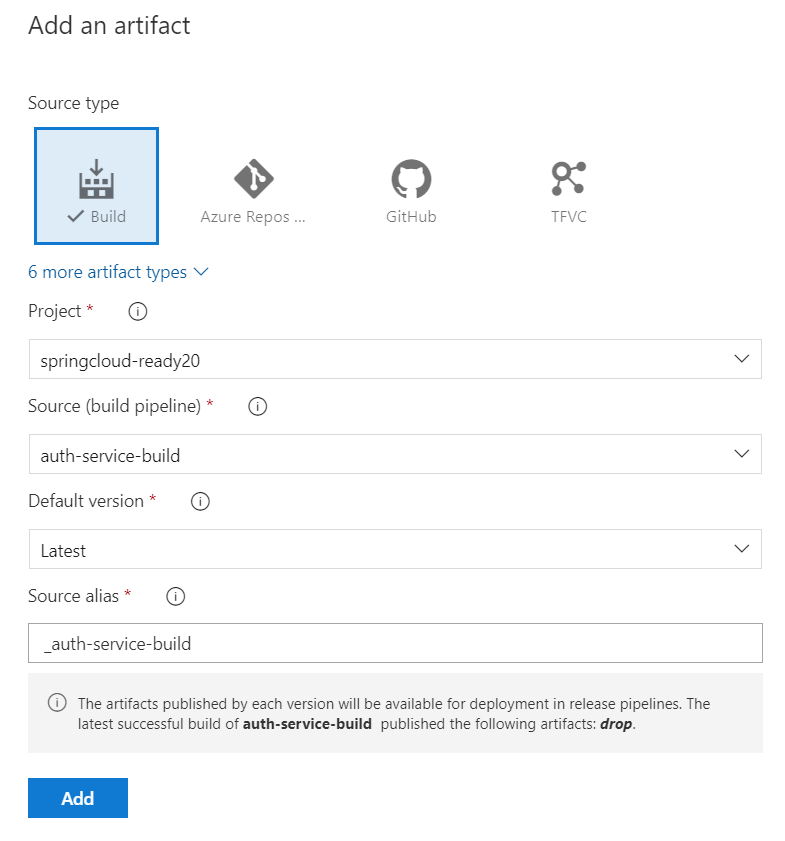 Add an artifact
Source type
Build
Azure Repos ...
GitHub
TFVC
6 more artifact types
Project *
springcloud-ready20
Source (build pipeline) *
auth-service-build
Default version *
Latest
Source alias *
_auth-service-build
The artifacts published by each version will be available for deployment in release pipelines. The
latest successful build of auth-service-build published the following artifacts: drop.
Add